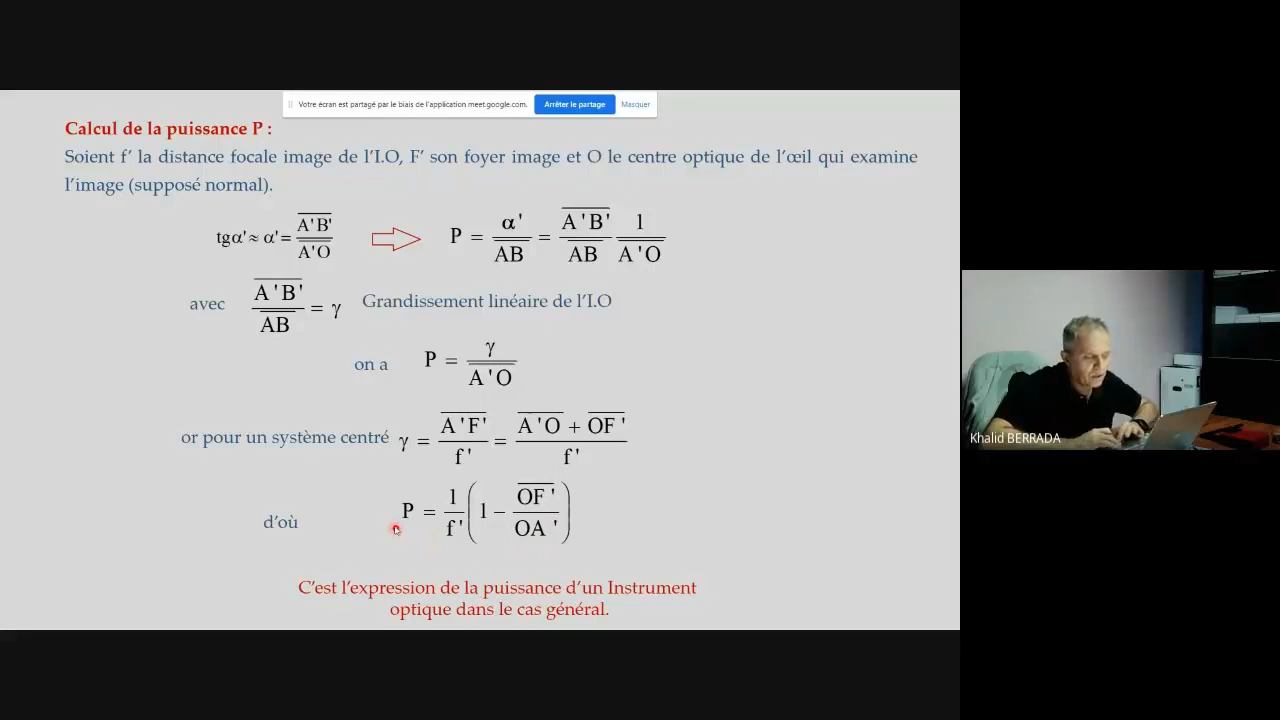 Votre écran est partagé par le biais de l'application meet.google.com. Arrêter le partage Masquer
Calcul de la puissance P :
Soient f' la distance focale image de l'I.O, F' son foyer image et O le centre optique de l'œil qui examine
l'image (supposé normal).
tgα' ≈ α' = A'B' / A'O P = α' / AB = A'B' / AB 1 / A'O
avec A'B' / AB = γ Grandissement linéaire de l'I.O
on a P = γ / A'O
or pour un système centré γ = A'F' / f' = A'O + OF' / f'
d'où P = 1 / f' ( 1 − OF' / OA' )
C'est l'expression de la puissance d'un Instrument
optique dans le cas général.
Khalid BERRADA